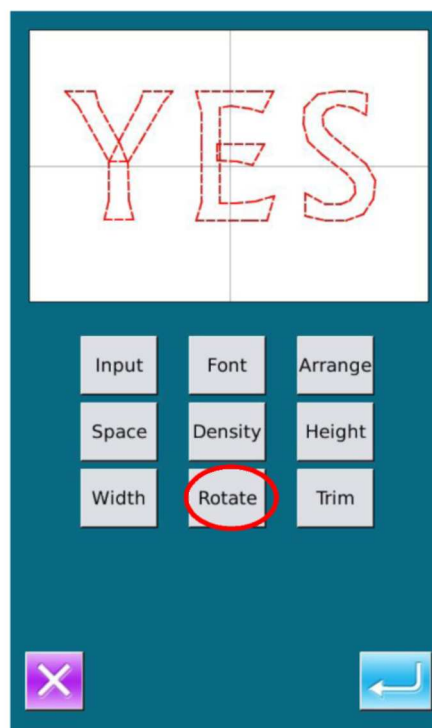 YES
Input Font Arrange
Space Density Height
Width Rotate Trim